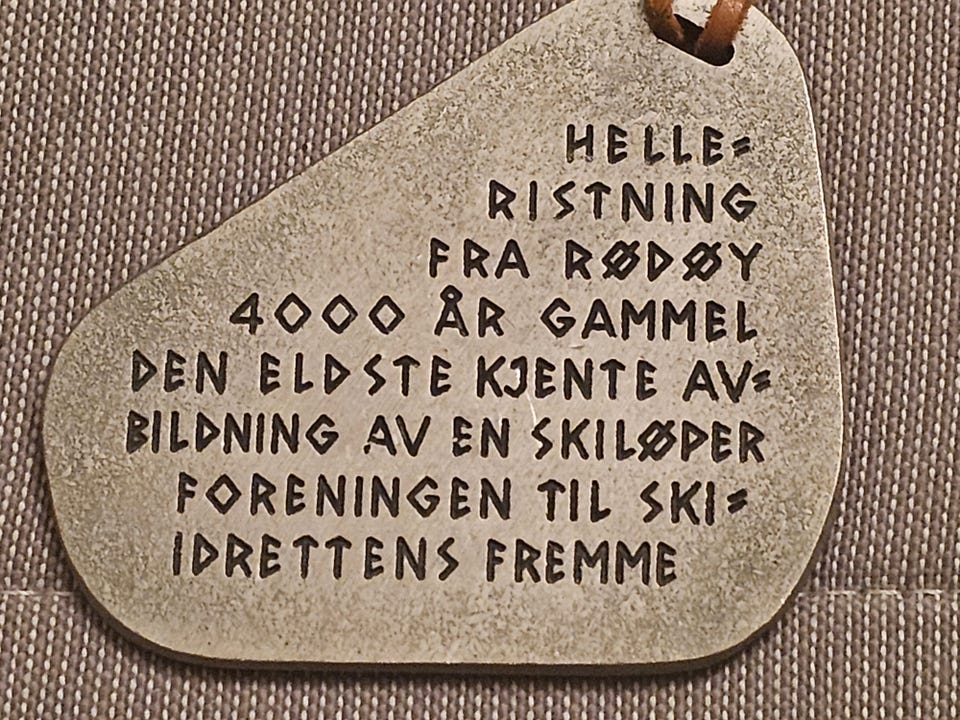 HELLE=
RISTNING
FRA RØDØY
4000 ÅR GAMMEL
DEN ELDSTE KJENTE AV=
BILDNING AV EN SKILØPER
FORENINGEN TIL SKI=
IDRETTENS FREMME